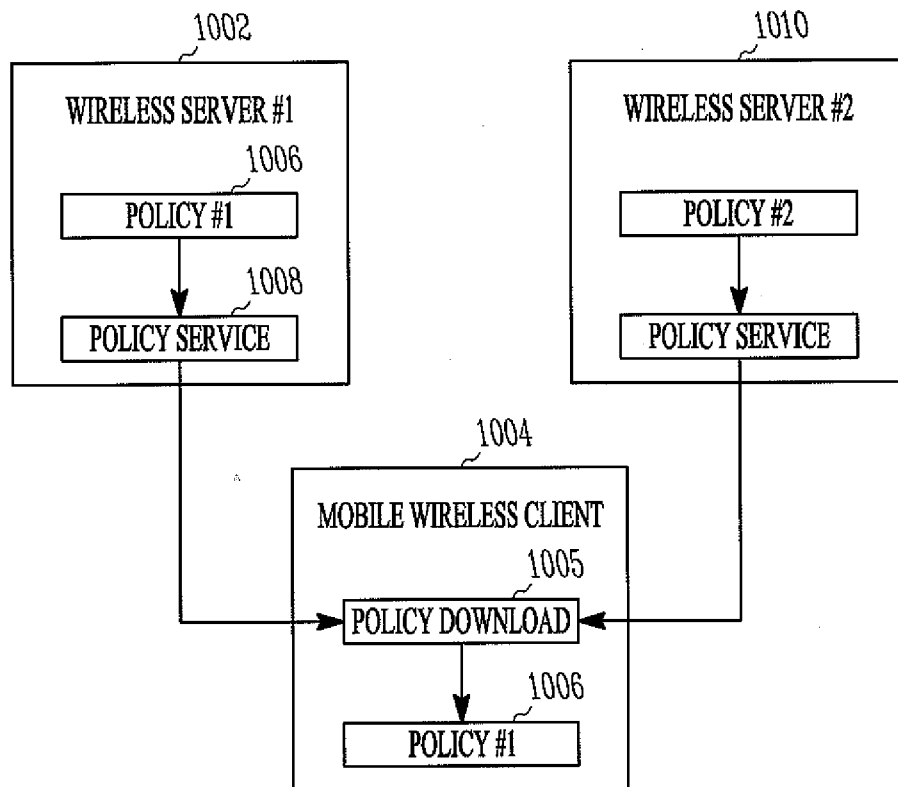 1002
WIRELESS SERVER #1
1006
POLICY #1
1008
POLICY SERVICE
1010
WIRELESS SERVER #2
POLICY #2
POLICY SERVICE
1004
MOBILE WIRELESS CLIENT
1005
POLICY DOWNLOAD
1006
POLICY #1